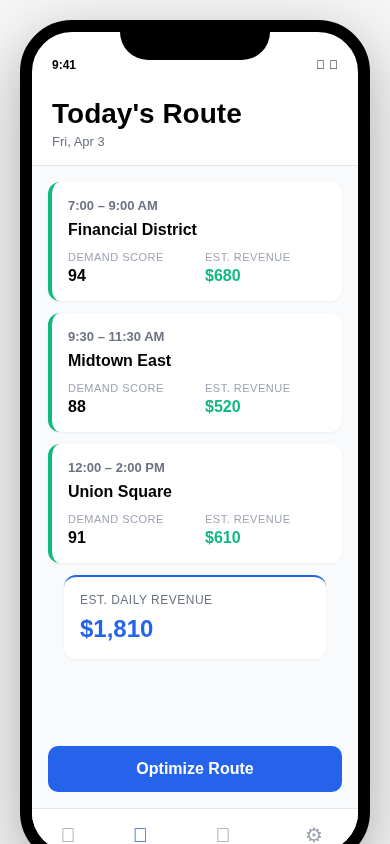 9:41
Today's Route
Fri, Apr 3
7:00 – 9:00 AM
Financial District
DEMAND SCORE EST. REVENUE
94 $680
9:30 – 11:30 AM
Midtown East
DEMAND SCORE EST. REVENUE
88 $520
12:00 – 2:00 PM
Union Square
DEMAND SCORE EST. REVENUE
91 $610
EST. DAILY REVENUE
$1,810
Optimize Route